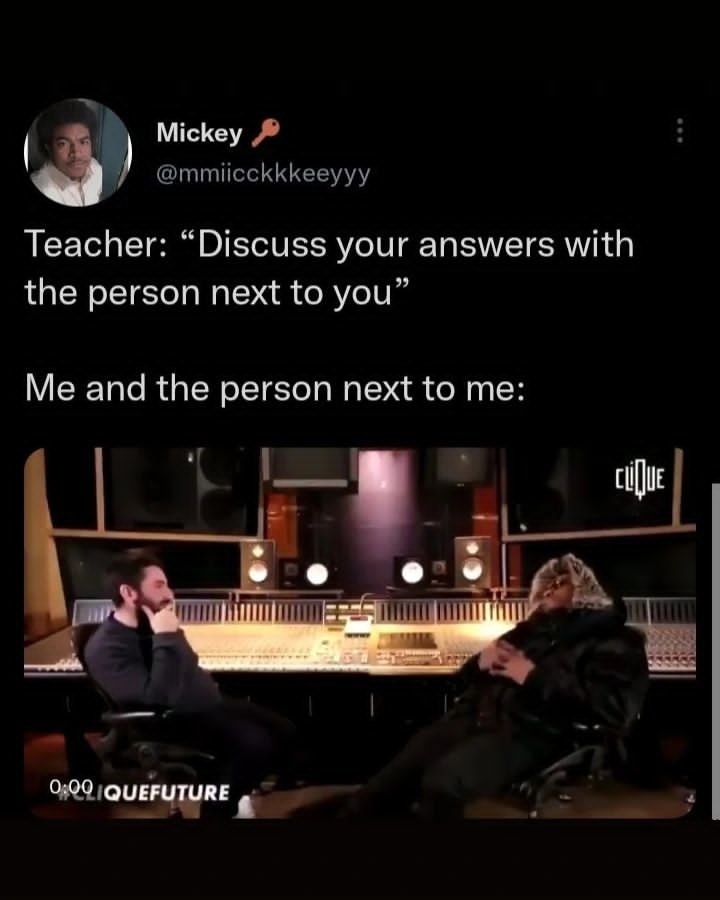 Mickey
@mmiicckkkeeyyy
Teacher: “Discuss your answers with
the person next to you”
Me and the person next to me:
CLIQUE
0:00
#CLIQUEFUTURE